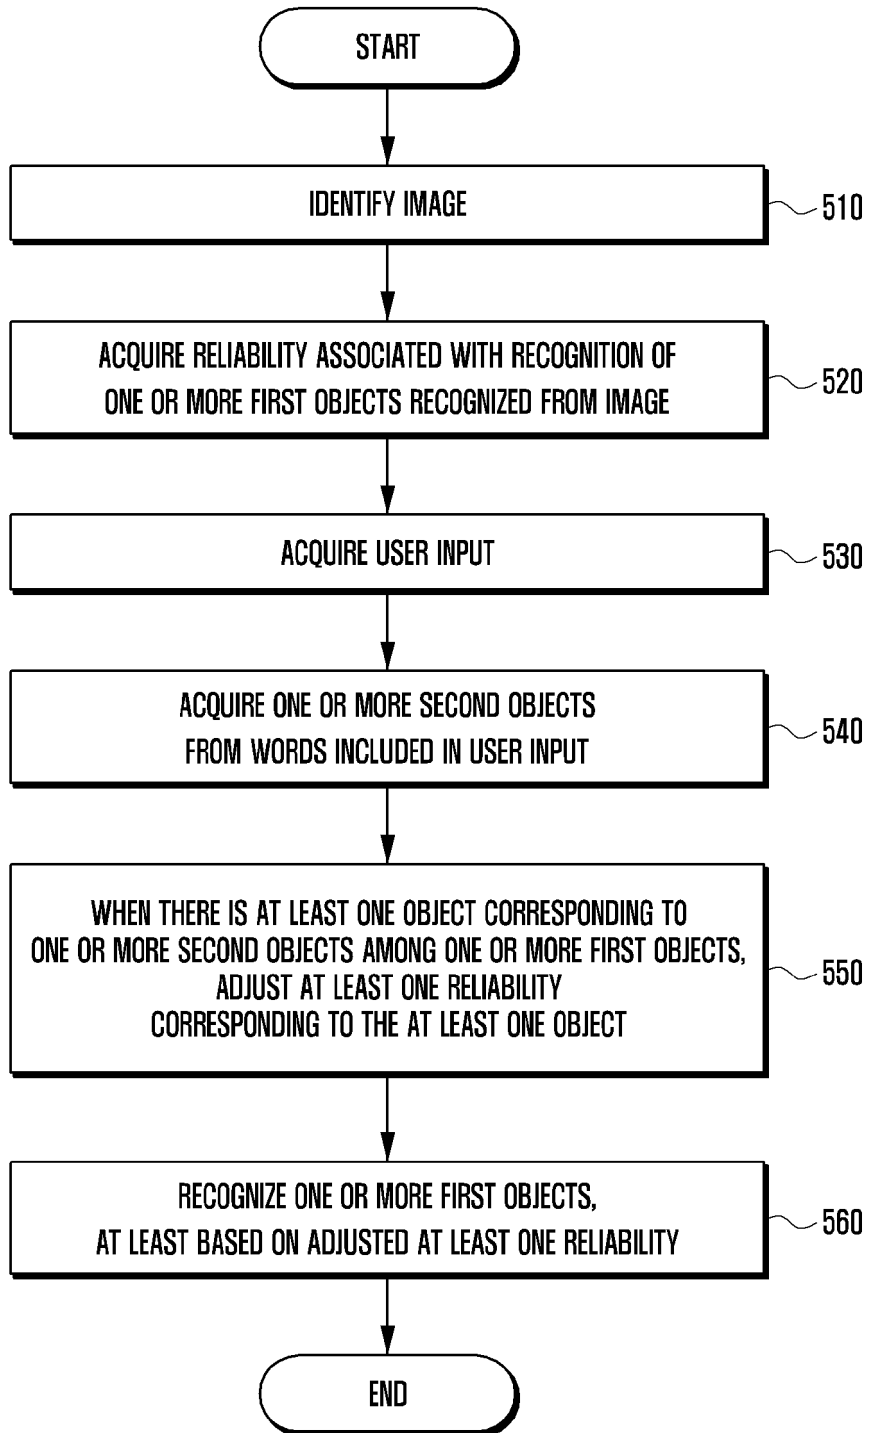 START
IDENTIFY IMAGE
510
ACQUIRE RELIABILITY ASSOCIATED WITH RECOGNITION OF
ONE OR MORE FIRST OBJECTS RECOGNIZED FROM IMAGE
520
ACQUIRE USER INPUT
530
ACQUIRE ONE OR MORE SECOND OBJECTS
FROM WORDS INCLUDED IN USER INPUT
540
WHEN THERE IS AT LEAST ONE OBJECT CORRESPONDING TO
ONE OR MORE SECOND OBJECTS AMONG ONE OR MORE FIRST OBJECTS,
ADJUST AT LEAST ONE RELIABILITY
CORRESPONDING TO THE AT LEAST ONE OBJECT
550
RECOGNIZE ONE OR MORE FIRST OBJECTS,
AT LEAST BASED ON ADJUSTED AT LEAST ONE RELIABILITY
560
END